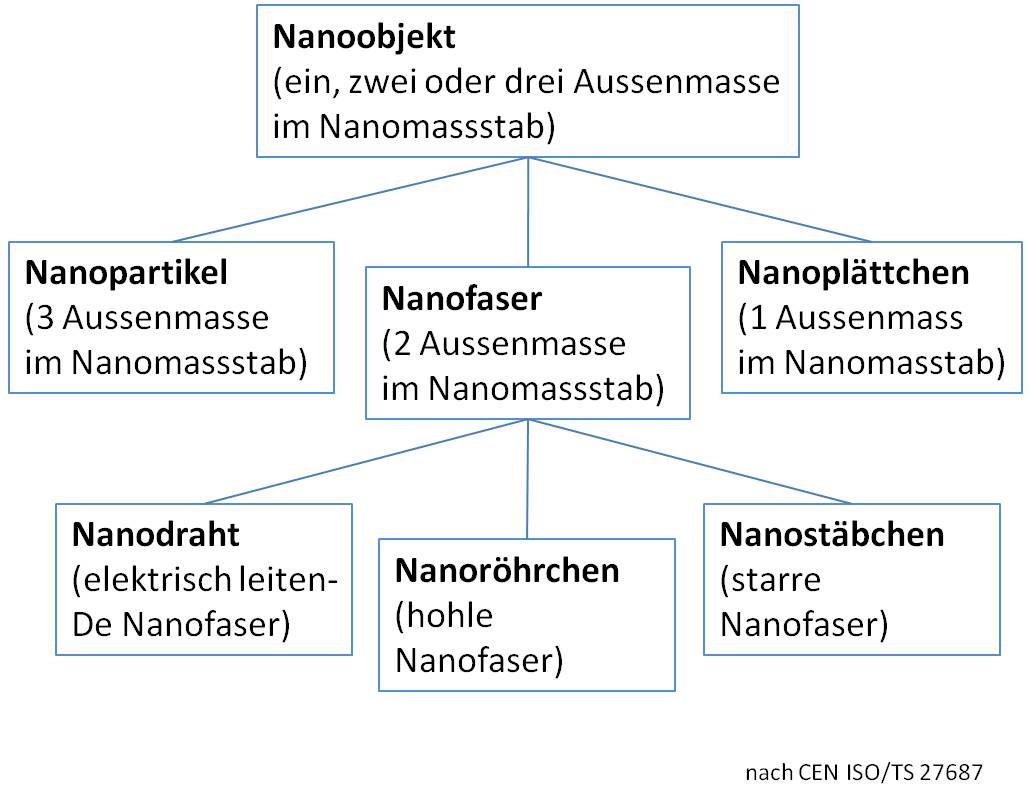 Nanoobjekt
(ein, zwei oder drei Aussenmasse
im Nanomassstab)
Nanopartikel
(3 Aussenmasse
im Nanomassstab)
Nanofaser
(2 Aussenmasse
im Nanomassstab)
Nanoplättchen
(1 Aussenmass
im Nanomasstab)
Nanodraht
(elektrisch leiten-
De Nanofaser)
Nanoröhrchen
(hohle
Nanofaser)
Nanostäbchen
(starre
Nanofaser)
nach CEN ISO/TS 27687